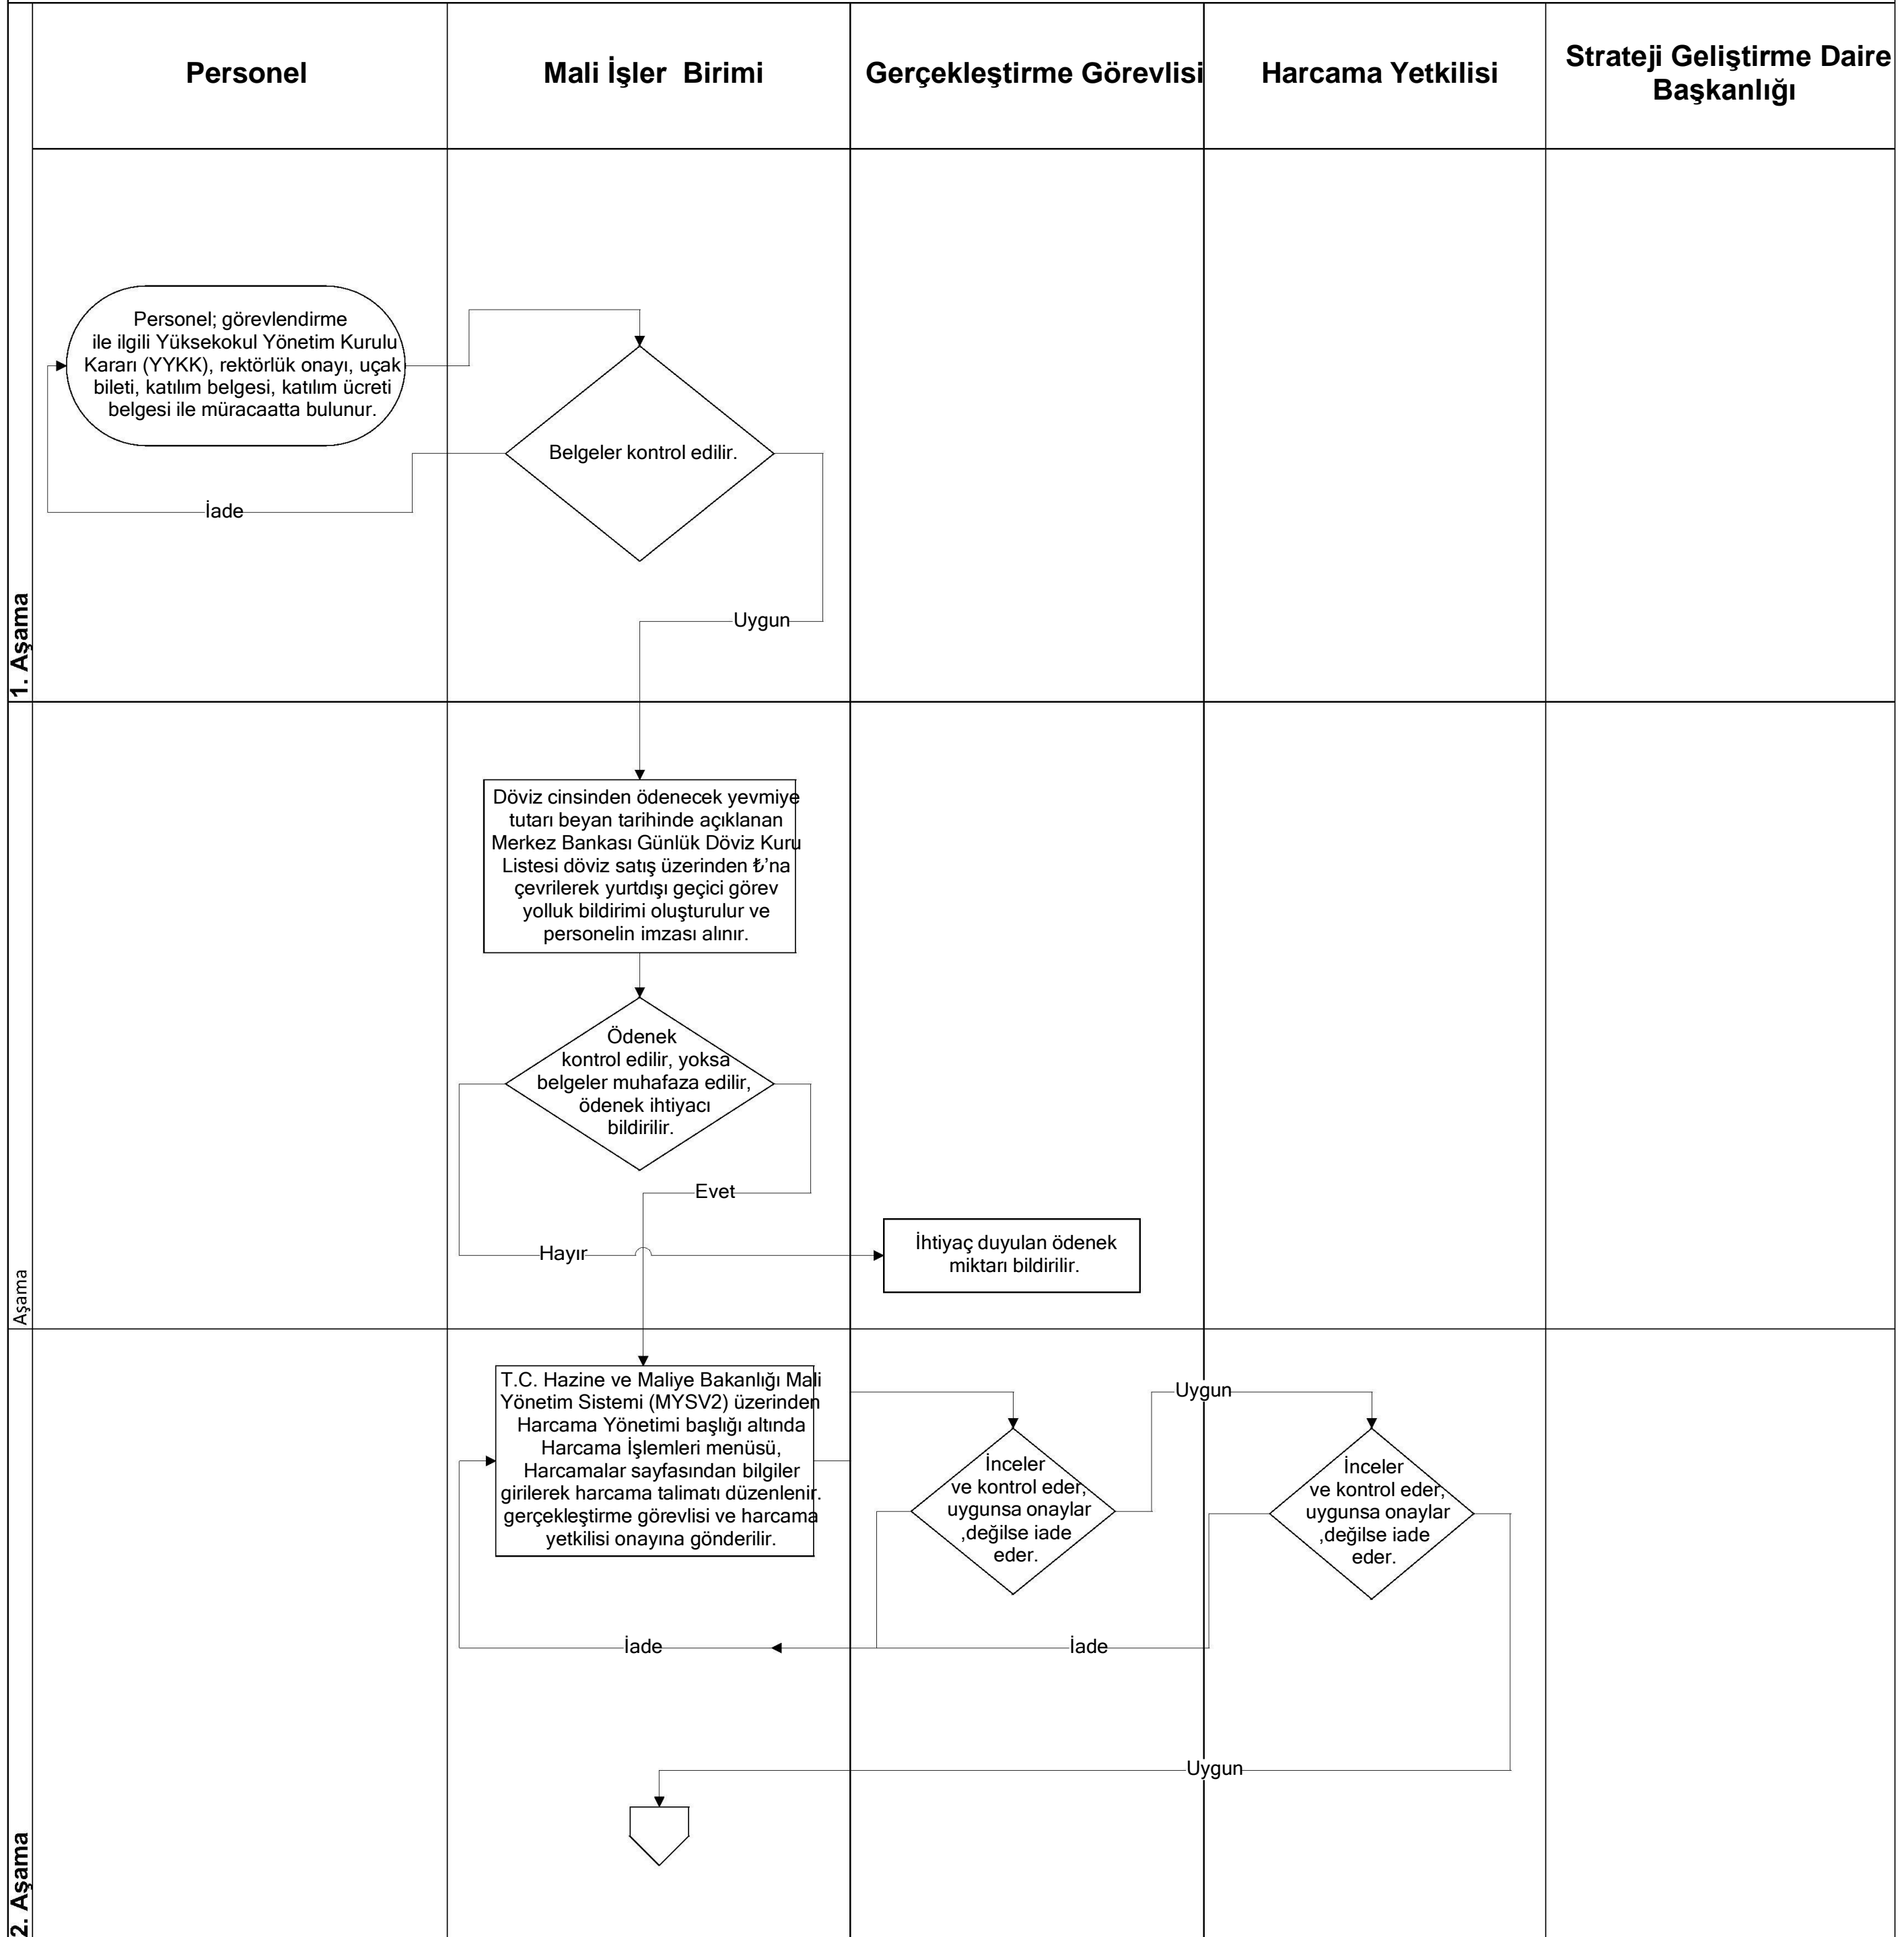 Personel
Mali İşler Birimi
Gerçekleştirme Görevlisi
Harcama Yetkilisi
Strateji Geliştirme Daire
Başkanlığı
1. Aşama
Personel; görevlendirme
ile ilgili Yüksekokul Yönetim Kurulu
Kararı (YYKK), rektörlük onayı, uçak
bileti, katılım belgesi, katılım ücreti
belgesi ile müracaatta bulunur.
Belgeler kontrol edilir.
İade
Uygun
Aşama
Döviz cinsinden ödenecek yevmiye
tutarı beyan tarihinde açıklanan
Merkez Bankası Günlük Döviz Kuru
Listesi döviz satış üzerinden ₺’na
çevrilerek yurtdışı geçici görev
yolluk bildirimi oluşturulur ve
personelin imzası alınır.
Ödenek
kontrol edilir, yoksa
belgeler muhafaza edilir,
ödenek ihtiyacı
bildirilir.
Evet
Hayır
İhtiyaç duyulan ödenek
miktarı bildirilir.
2. Aşama
T.C. Hazine ve Maliye Bakanlığı Mali
Yönetim Sistemi (MYSV2) üzerinden
Harcama Yönetimi başlığı altında
Harcama İşlemleri menüsü,
Harcamalar sayfasından bilgiler
girilerek harcama talimatı düzenlenir.
gerçekleştirme görevlisi ve harcama
yetkilisi onayına gönderilir.
İnceler
ve kontrol eder,
uygunsa onaylar
,değilse iade
eder.
Uygun
İnceler
ve kontrol eder,
uygunsa onaylar
,değilse iade
eder.
İade
İade
Uygun